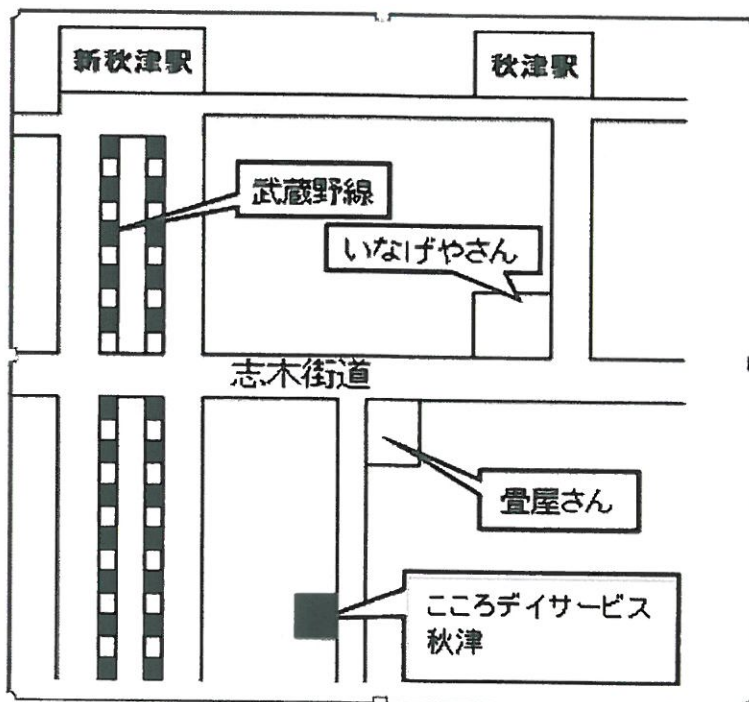 新秋津駅
秋津駅
武蔵野線
いなげやさん
志木街道
畳屋さん
こころデイサービス
秋津